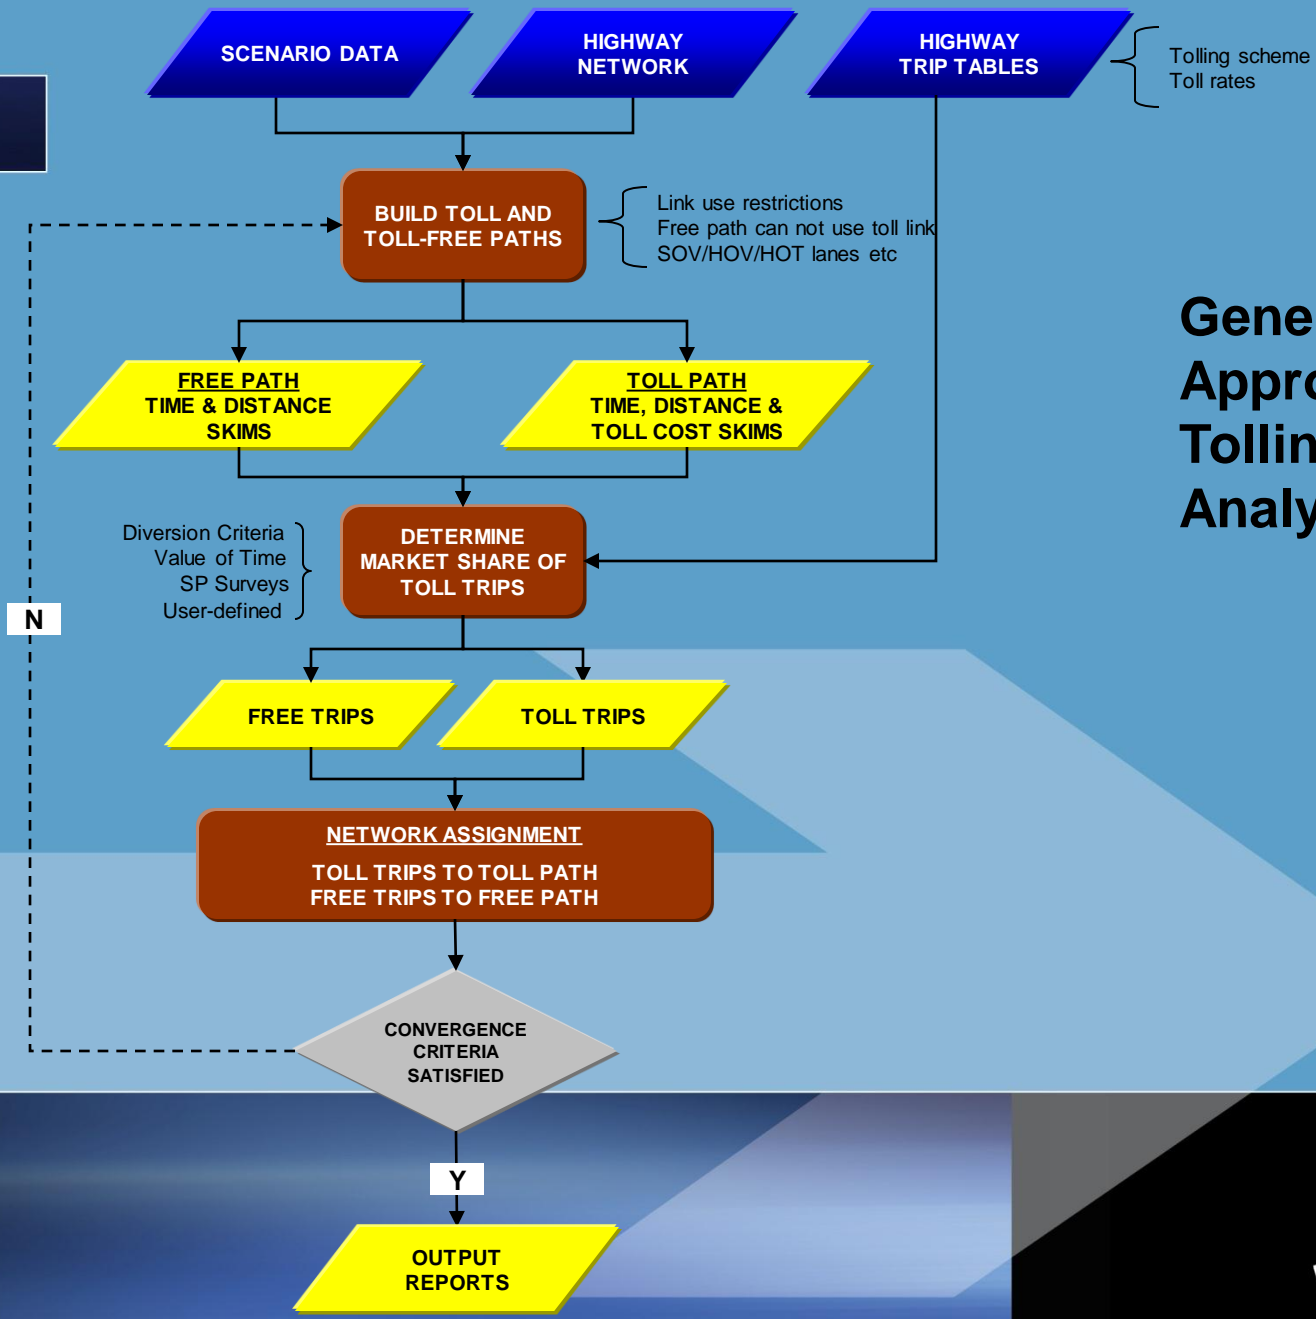 SCENARIO DATA
HIGHWAY
NETWORK
HIGHWAY
TRIP TABLES
Tolling scheme
Toll rates
BUILD TOLL AND
TOLL-FREE PATHS
Link use restrictions
Free path can not use toll link
SOV/HOV/HOT lanes etc
FREE PATH
TIME & DISTANCE
SKIMS
TOLL PATH
TIME, DISTANCE &
TOLL COST SKIMS
Diversion Criteria
Value of Time
SP Surveys
User-defined
DETERMINE
MARKET SHARE OF
TOLL TRIPS
N
FREE TRIPS
TOLL TRIPS
NETWORK ASSIGNMENT
TOLL TRIPS TO TOLL PATH
FREE TRIPS TO FREE PATH
CONVERGENCE
CRITERIA
SATISFIED
Y
OUTPUT
REPORTS